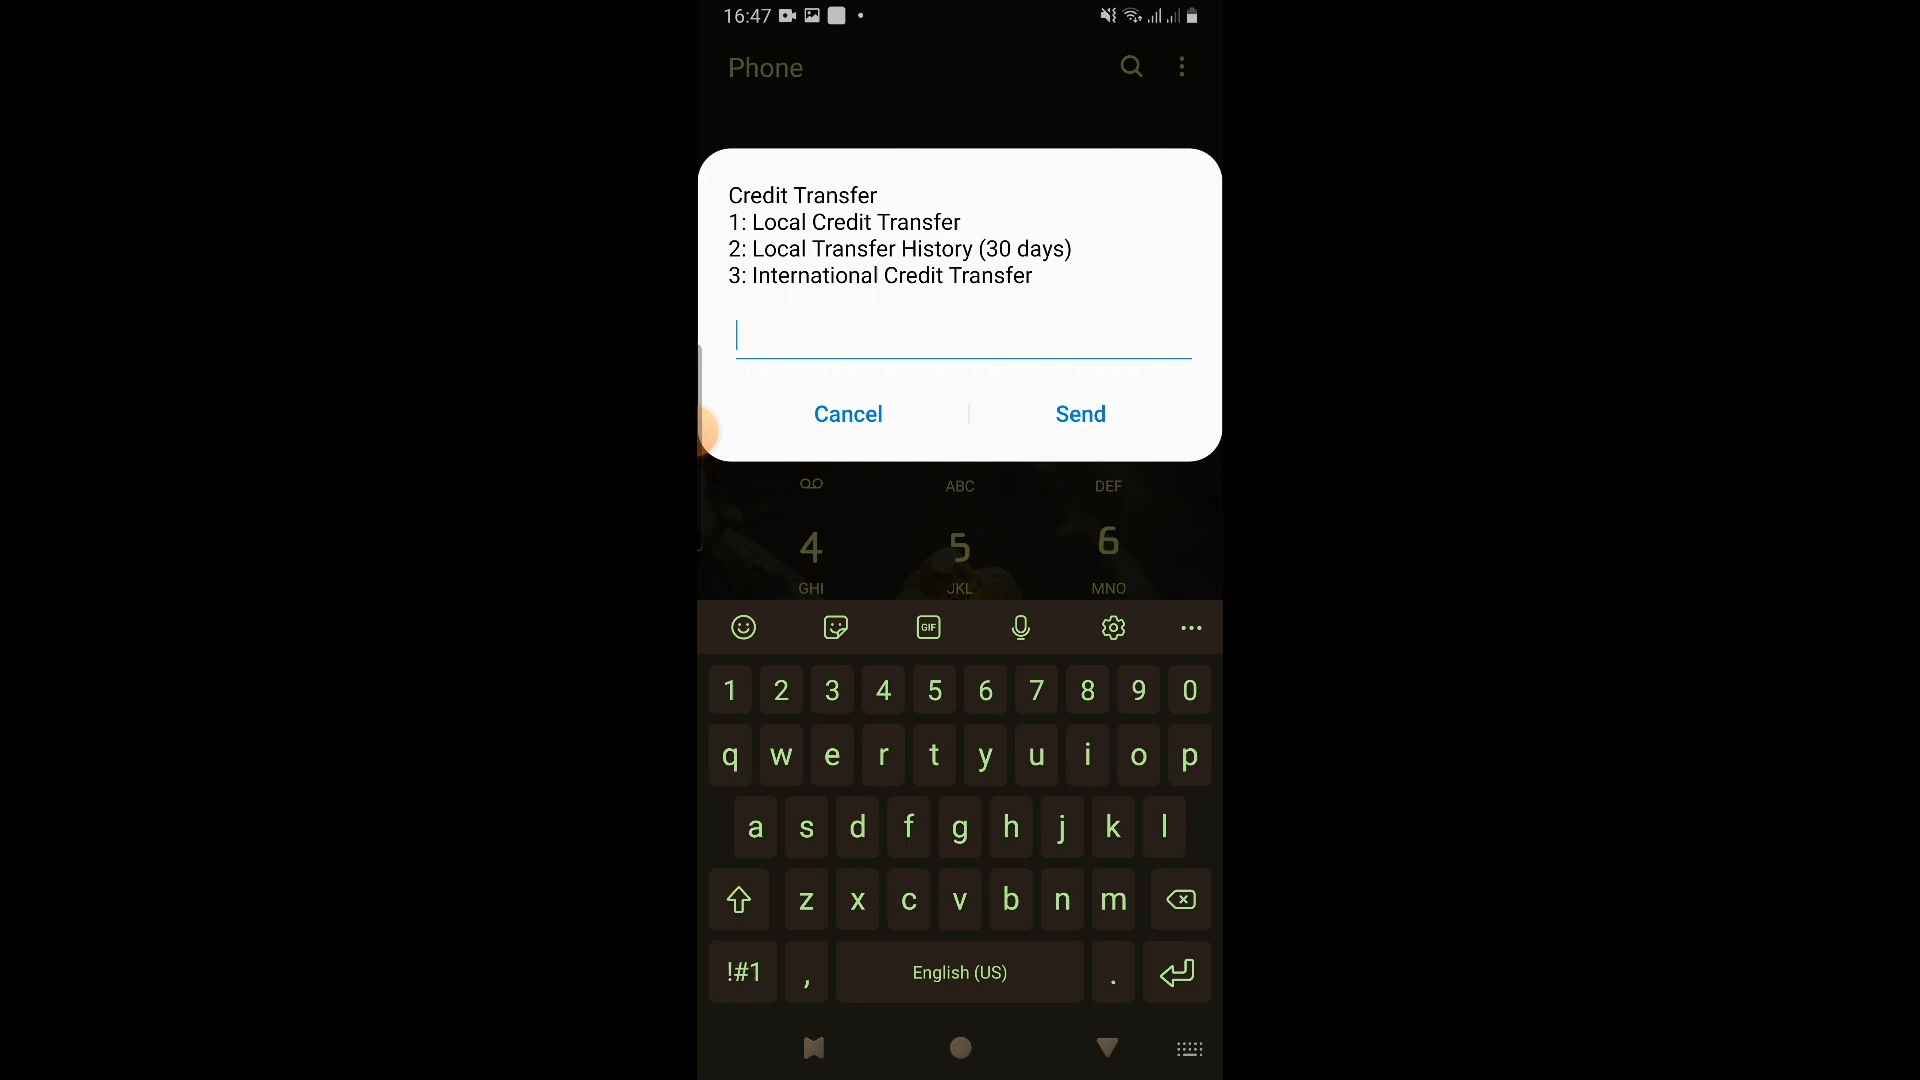 16:47
Phone
Credit Transfer
1: Local Credit Transfer
2: Local Transfer History (30 days)
3: International Credit Transfer
Cancel
Send
ABC DEF
4 5 6
GHI JKL MNO
GIF
1 2 3 4 5 6 7 8 9 0
q w e r t y u i o p
a s d f g h j k l
z x c v b n m
!#1 , English (US) .